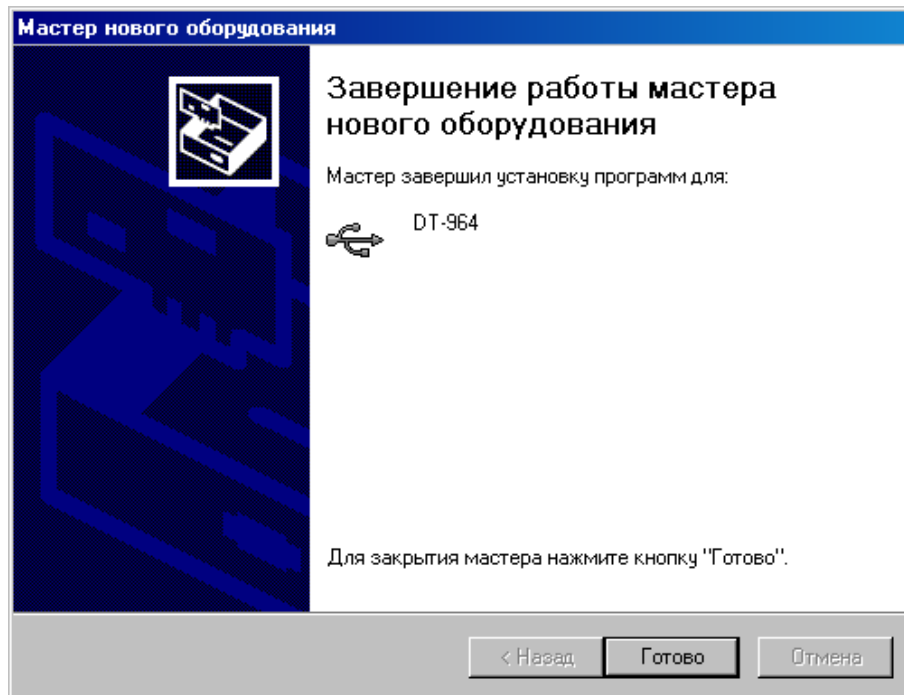 Мастер нового оборудования
Завершение работы мастера
нового оборудования
Мастер завершил установку программ для:
DT-964
Для закрытия мастера нажмите кнопку "Готово".
< Назад
Готово
Отмена